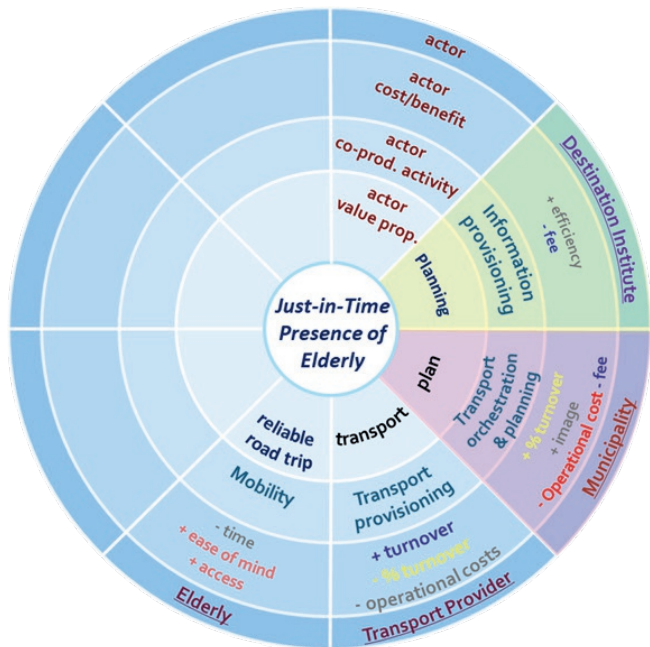 actor
actor
cost/benefit
actor
co-prod. activity
actor
value prop.
Destination Institute
+ efficiency
- fee
Information
provisioning
Planning
Just-in-Time
Presence of
Elderly
plan
Transport
orchestration
& planning
+ % turnover
+ image
- Operational cost - fee
Municipality
transport
Transport
provisioning
+ turnover
- % turnover
- operational costs
Transport Provider
reliable
road trip
Mobility
- time
+ ease of mind
+ access
Elderly